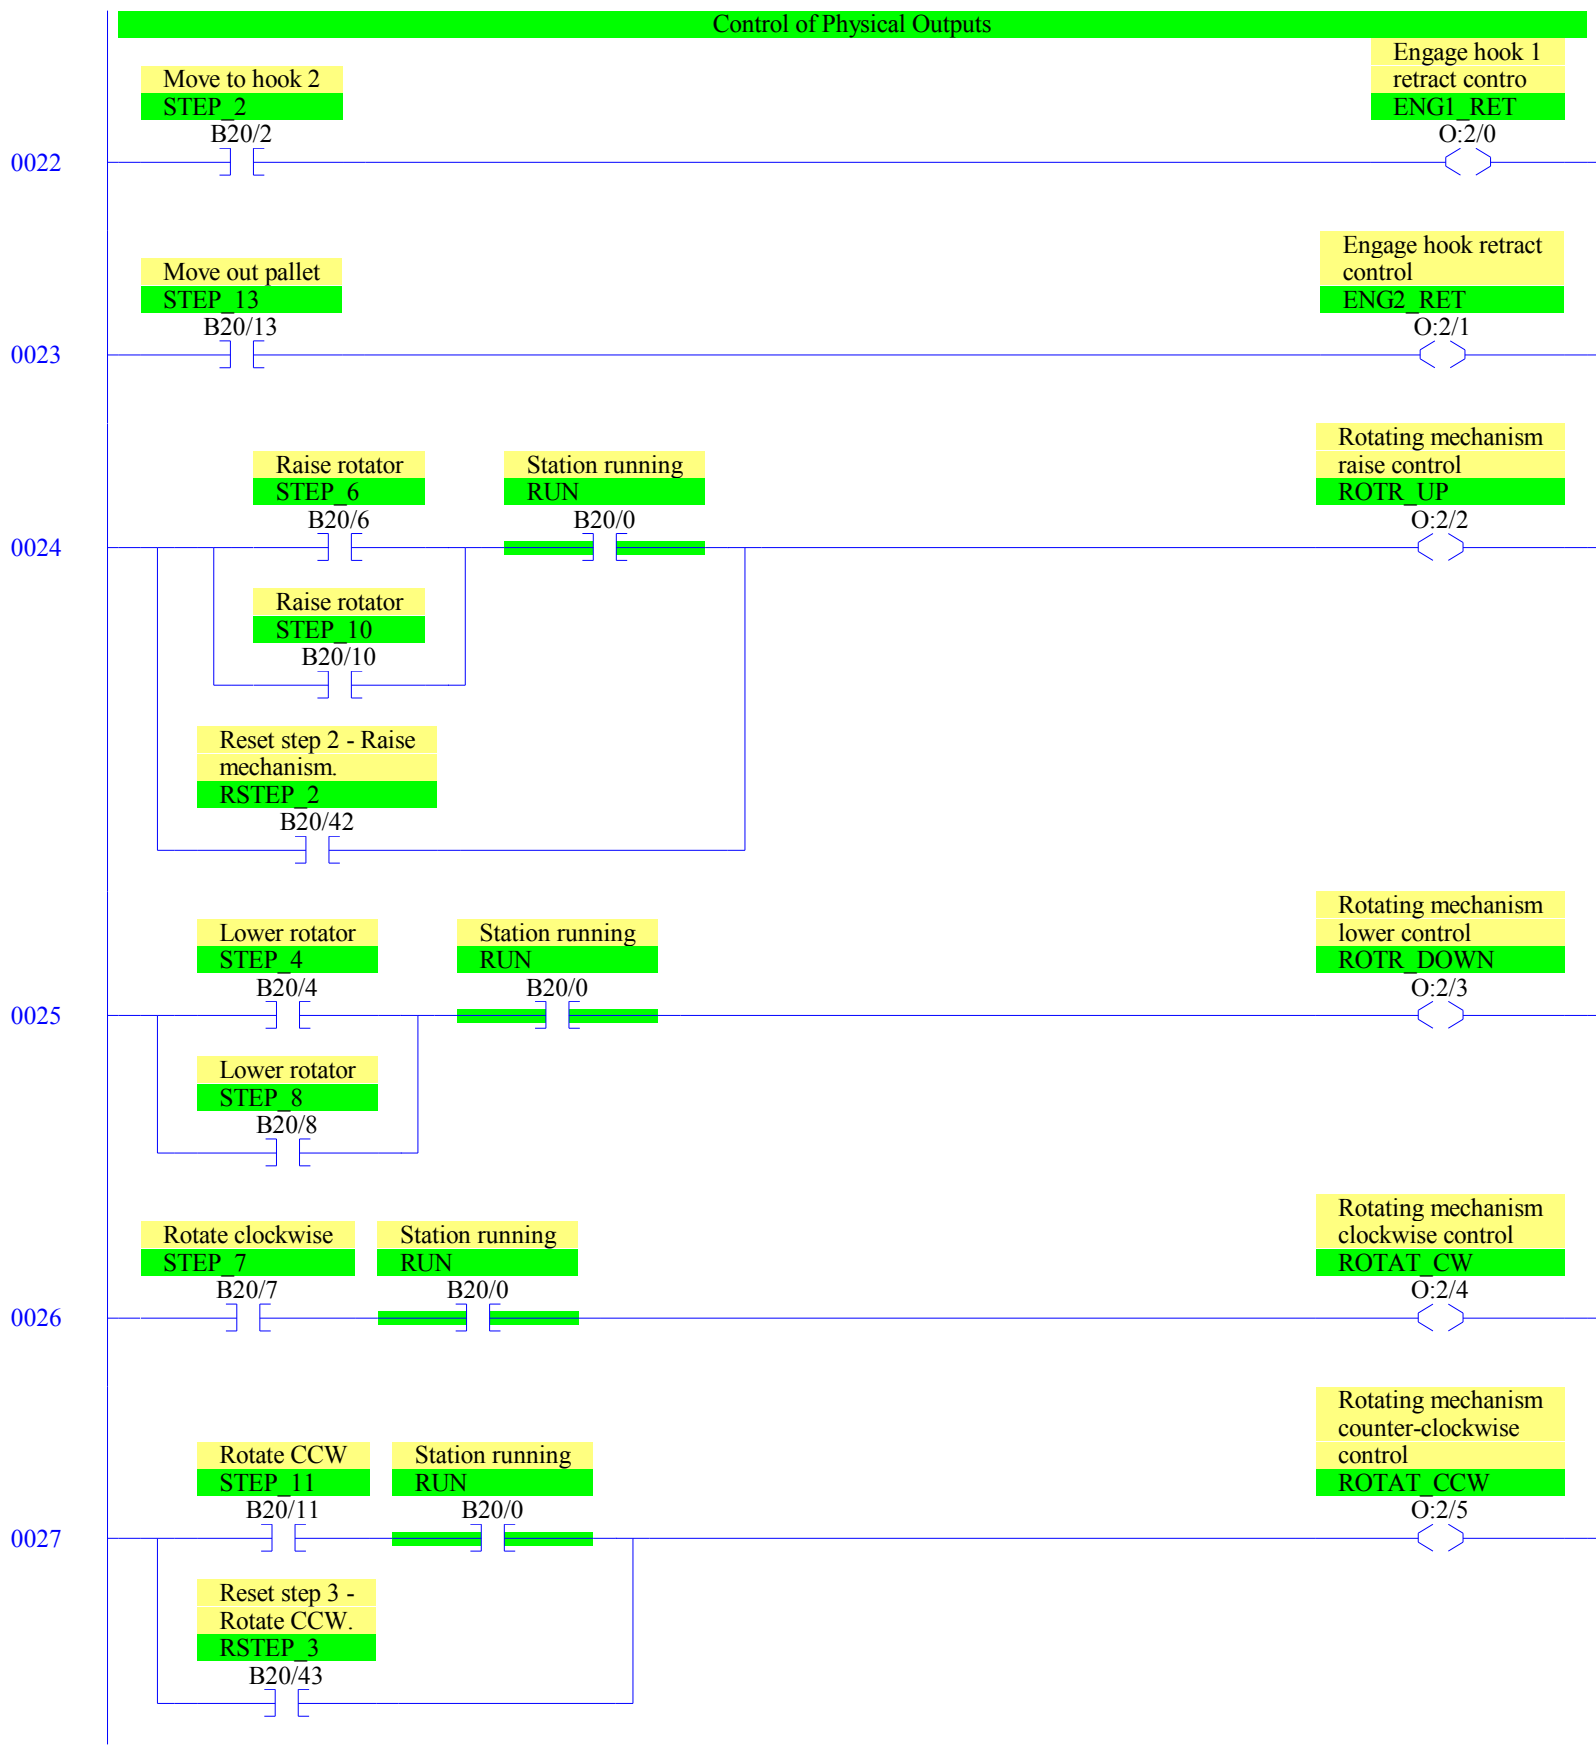 Control of Physical Outputs
Move to hook 2
STEP_2
B20/2
Engage hook 1
retract contro
ENG1_RET
O:2/0
0022
Move out pallet
STEP_13
B20/13
Engage hook retract
control
ENG2_RET
O:2/1
0023
Raise rotator
STEP_6
B20/6
Station running
RUN
B20/0
Rotating mechanism
raise control
ROTR_UP
O:2/2
0024
Raise rotator
STEP_10
B20/10
Reset step 2 - Raise
mechanism.
RSTEP_2
B20/42
Lower rotator
STEP_4
B20/4
Station running
RUN
B20/0
Rotating mechanism
lower control
ROTR_DOWN
O:2/3
0025
Lower rotator
STEP_8
B20/8
Rotate clockwise
STEP_7
B20/7
Station running
RUN
B20/0
Rotating mechanism
clockwise control
ROTAT_CW
O:2/4
0026
Rotate CCW
STEP_11
B20/11
Station running
RUN
B20/0
Rotating mechanism
counter-clockwise
control
ROTAT_CCW
O:2/5
0027
Reset step 3 -
Rotate CCW.
RSTEP_3
B20/43